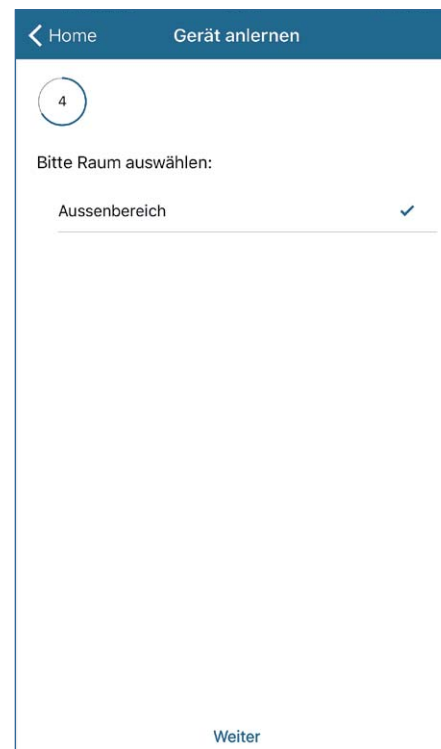 Home
Gerät anlernen
4
Bitte Raum auswählen:
Aussenbereich
Weiter